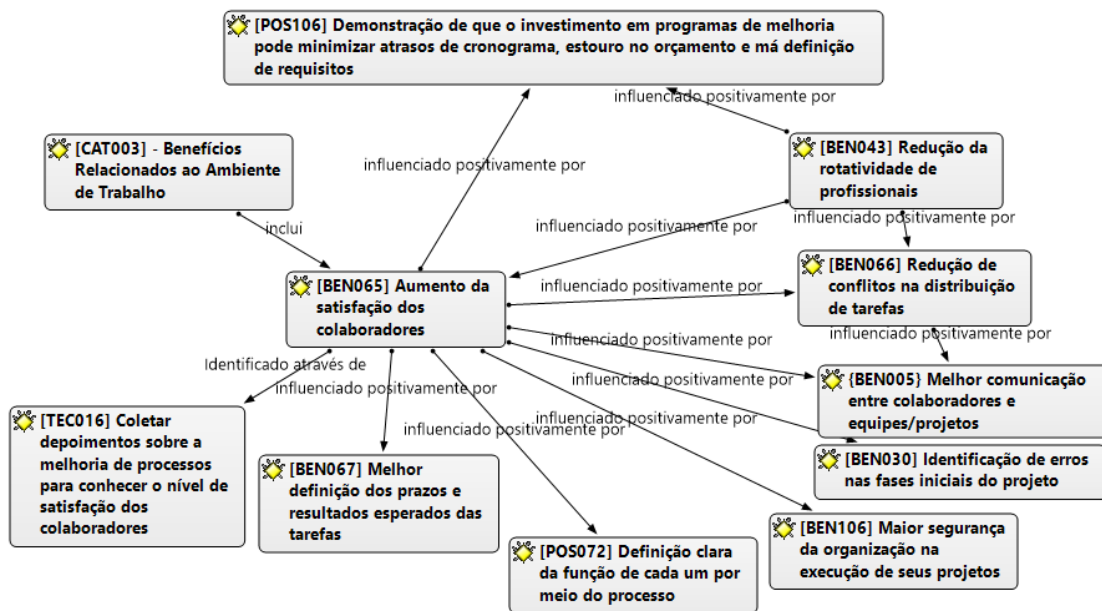 [POS106] Demonstração de que o investimento em programas de melhoria
pode minimizar atrasos de cronograma, estouro no orçamento e má definição
de requisitos
influenciado positivamente por
[CAT003] - Benefícios
Relacionados ao Ambiente
de Trabalho
influenciado positivamente por
[BEN043] Redução da
rotatividade de
profissionais
inclui
influenciado positivamente por
influenciado positivamente por
[BEN065] Aumento da
satisfação dos
colaboradores
influenciado positivamente por
[BEN066] Redução de
conflitos na distribuição
de tarefas
influenciado positivamente por
influenciado positivamente por
Identificado através de
influenciado positivamente por
influenciado positivamente por
influenciado positivamente por
influenciado positivamente por
{BEN005} Melhor comunicação
entre colaboradores e
equipes/projetos
[TEC016] Coletar
depoimentos sobre a
melhoria de processos
para conhecer o nível de
satisfação dos
colaboradores
[BEN067] Melhor
definição dos prazos e
resultados esperados das
tarefas
[BEN030] Identificação de erros
nas fases iniciais do projeto
[POS072] Definição clara
da função de cada um por
meio do processo
[BEN106] Maior segurança
da organização na
execução de seus projetos